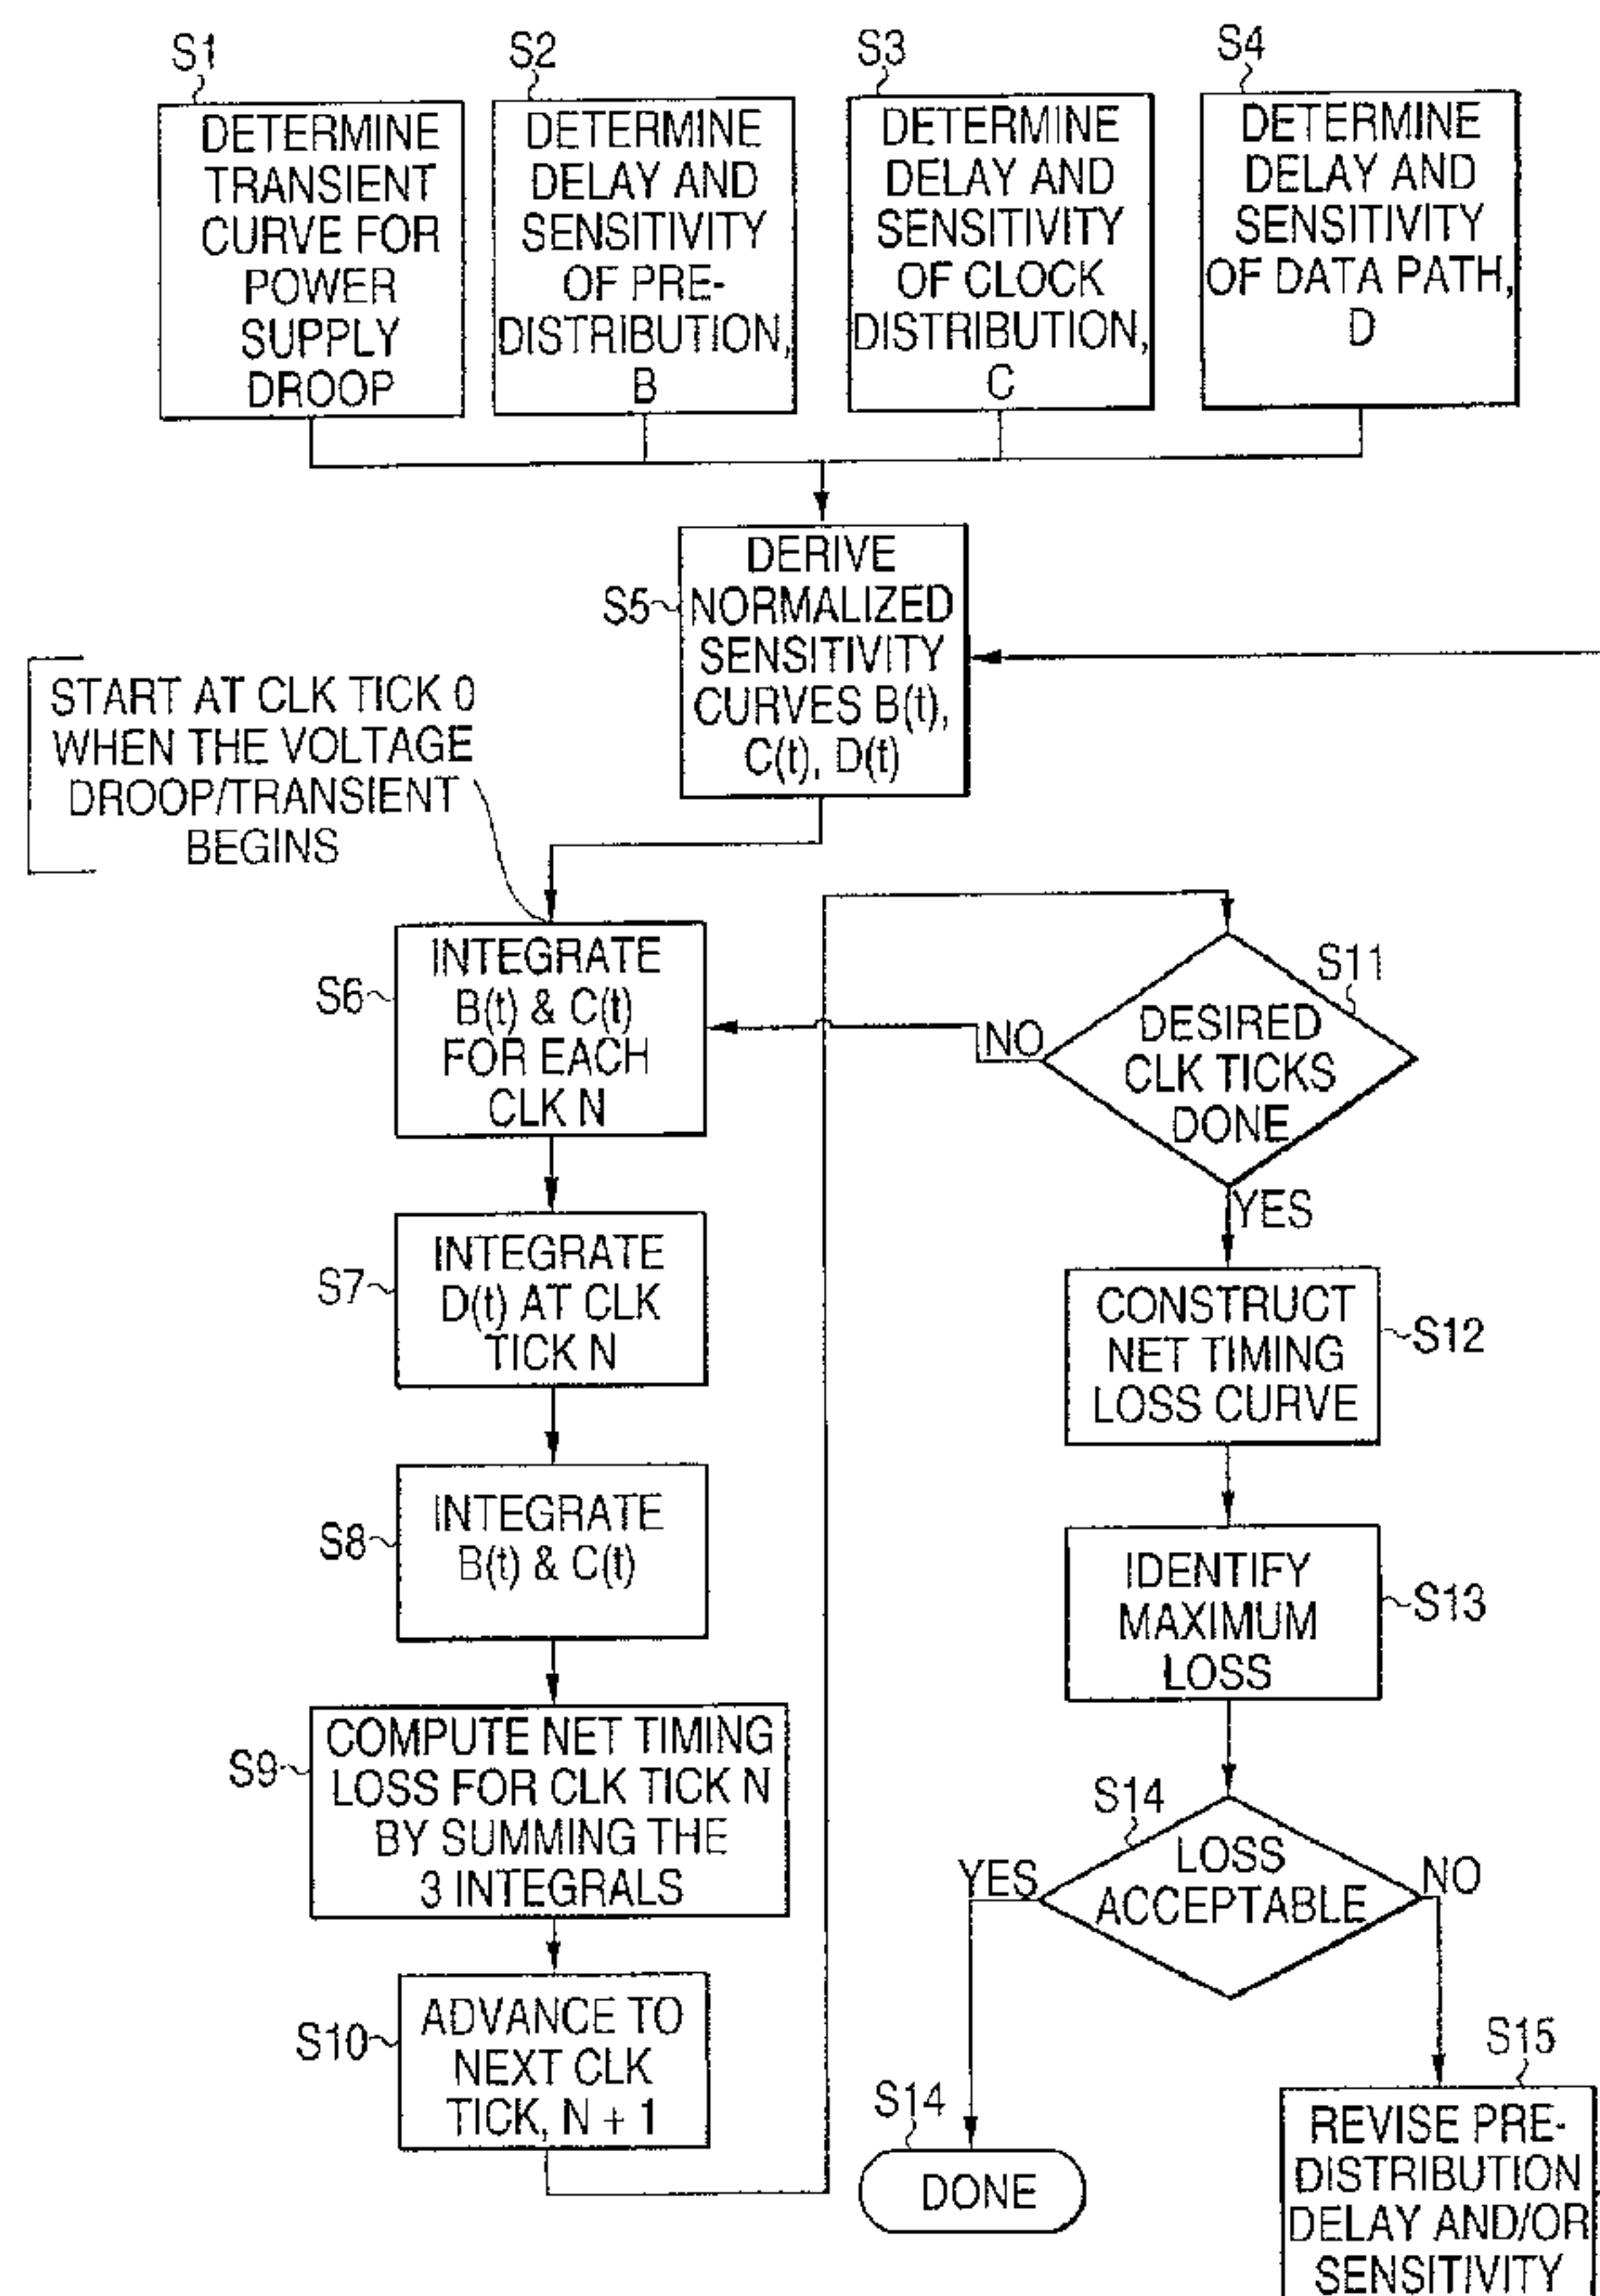 S1
DETERMINE
TRANSIENT
CURVE FOR
POWER
SUPPLY
DROOP
S2
DETERMINE
DELAY AND
SENSITIVITY
OF PRE-
DISTRIBUTION,
B
S3
DETERMINE
DELAY AND
SENSITIVITY
OF CLOCK
DISTRIBUTION,
C
S4
DETERMINE
DELAY AND
SENSITIVITY
OF DATA PATH,
D
S5
DERIVE
NORMALIZED
SENSITIVITY
CURVES B(t),
C(t), D(t)
START AT CLK TICK 0
WHEN THE VOLTAGE
DROOP/TRANSIENT
BEGINS
S6
INTEGRATE
B(t) & C(t)
FOR EACH
CLK N
S7
INTEGRATE
D(t) AT CLK
TICK N
S8
INTEGRATE
B(t) & C(t)
S9
COMPUTE NET TIMING
LOSS FOR CLK TICK N
BY SUMMING THE
3 INTEGRALS
S10
ADVANCE TO
NEXT CLK
TICK, N + 1
S11
DESIRED
CLK TICKS
DONE
NO
YES
CONSTRUCT
NET TIMING
LOSS CURVE
S12
IDENTIFY
MAXIMUM
LOSS
S13
S14
LOSS
ACCEPTABLE
YES
NO
S14
DONE
S15
REVISE PRE-
DISTRIBUTION
DELAY AND/OR
SENSITIVITY